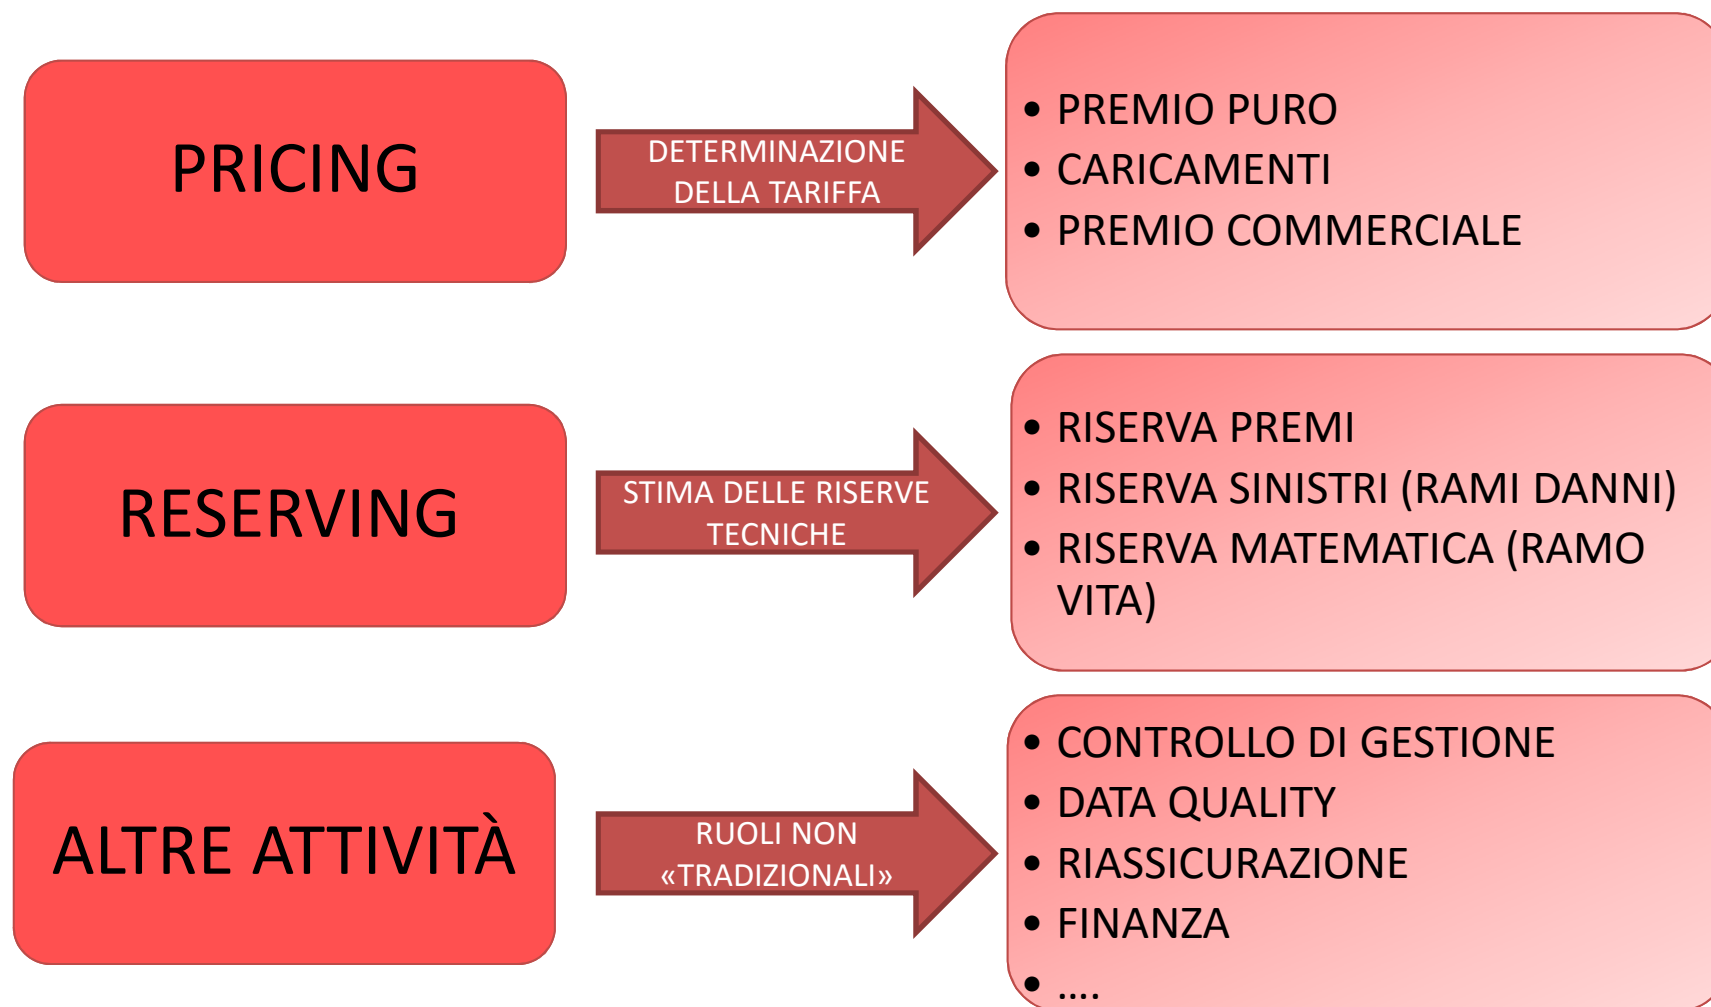 PRICING
DETERMINAZIONE
DELLA TARIFFA
• PREMIO PURO
• CARICAMENTI
• PREMIO COMMERCIALE
RESERVING
STIMA DELLE RISERVE
TECNICHE
• RISERVA PREMI
• RISERVA SINISTRI (RAMI DANNI)
• RISERVA MATEMATICA (RAMO
VITA)
ALTRE ATTIVITÀ
RUOLI NON
«TRADIZIONALI»
• CONTROLLO DI GESTIONE
• DATA QUALITY
• RIASSICURAZIONE
• FINANZA
• ....